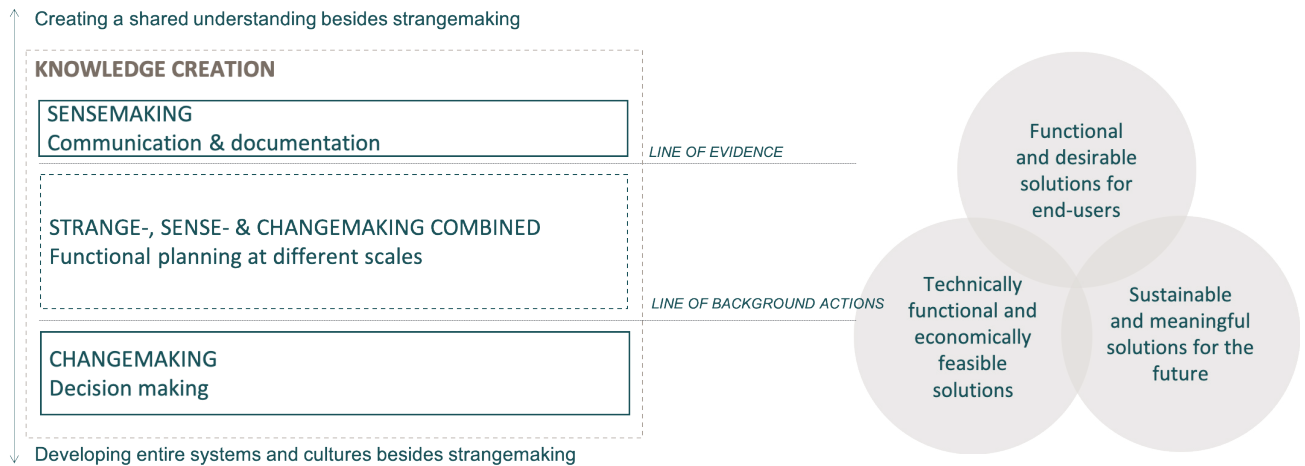 Creating a shared understanding besides strangemaking
KNOWLEDGE CREATION
SENSEMAKING
Communication & documentation
LINE OF EVIDENCE
STRANGE-, SENSE- & CHANGEMAKING COMBINED
Functional planning at different scales
LINE OF BACKGROUND ACTIONS
CHANGEMAKING
Decision making
Developing entire systems and cultures besides strangemaking
Functional
and desirable
solutions for
end-users
Technically
functional and
economically
feasible
solutions
Sustainable
and meaningful
solutions for the
future